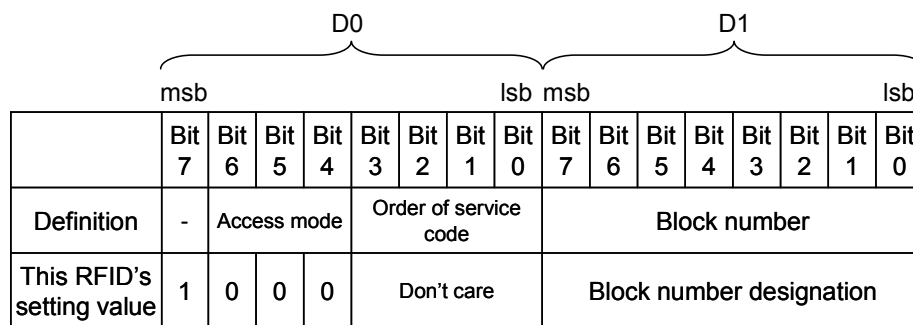 D0 D1
msb lsb msb lsb
Bit 7 Bit 6 Bit 5 Bit 4 Bit 3 Bit 2 Bit 1 Bit 0 Bit 7 Bit 6 Bit 5 Bit 4 Bit 3 Bit 2 Bit 1 Bit 0
Definition - Access mode Order of service code Block number
This RFID's setting value 1 0 0 0 Don't care Block number designation